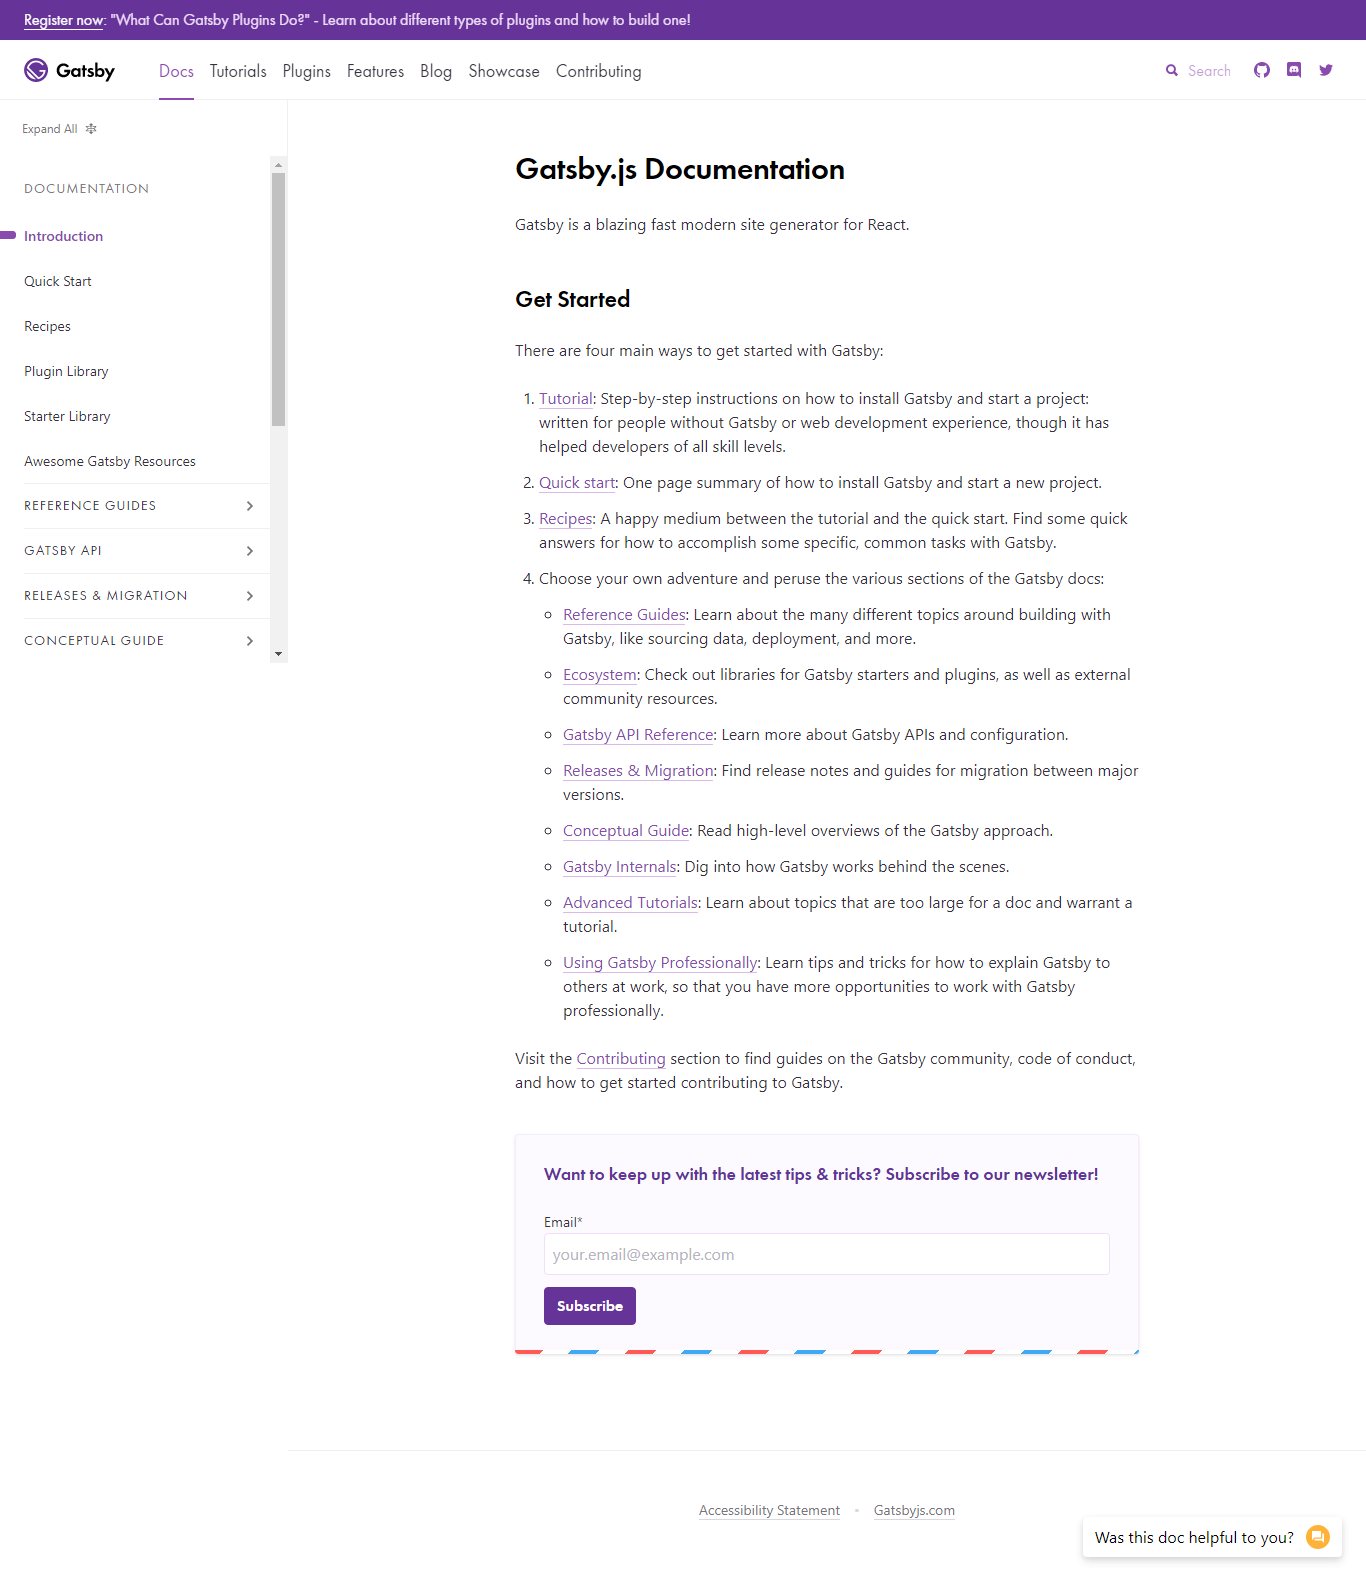 Register now: "What Can Gatsby Plugins Do?" - Learn about different types of plugins and how to build one!
Gatsby Docs Tutorials Plugins Features Blog Showcase Contributing Search
Expand All
DOCUMENTATION
Introduction
Quick Start
Recipes
Plugin Library
Starter Library
Awesome Gatsby Resources
REFERENCE GUIDES
GATSBY API
RELEASES & MIGRATION
CONCEPTUAL GUIDE
Gatsby.js Documentation
Gatsby is a blazing fast modern site generator for React.
Get Started
There are four main ways to get started with Gatsby:
1. Tutorial: Step-by-step instructions on how to install Gatsby and start a project:
written for people without Gatsby or web development experience, though it has
helped developers of all skill levels.
2. Quick start: One page summary of how to install Gatsby and start a new project.
3. Recipes: A happy medium between the tutorial and the quick start. Find some quick
answers for how to accomplish some specific, common tasks with Gatsby.
4. Choose your own adventure and peruse the various sections of the Gatsby docs:
Reference Guides: Learn about the many different topics around building with
Gatsby, like sourcing data, deployment, and more.
Ecosystem: Check out libraries for Gatsby starters and plugins, as well as external
community resources.
Gatsby API Reference: Learn more about Gatsby APIs and configuration.
Releases & Migration: Find release notes and guides for migration between major
versions.
Conceptual Guide: Read high-level overviews of the Gatsby approach.
Gatsby Internals: Dig into how Gatsby works behind the scenes.
Advanced Tutorials: Learn about topics that are too large for a doc and warrant a
tutorial.
Using Gatsby Professionally: Learn tips and tricks for how to explain Gatsby to
others at work, so that you have more opportunities to work with Gatsby
professionally.
Visit the Contributing section to find guides on the Gatsby community, code of conduct,
and how to get started contributing to Gatsby.
Want to keep up with the latest tips & tricks? Subscribe to our newsletter!
Email*
your.email@example.com
Subscribe
Accessibility Statement • Gatsbyjs.com
Was this doc helpful to you?